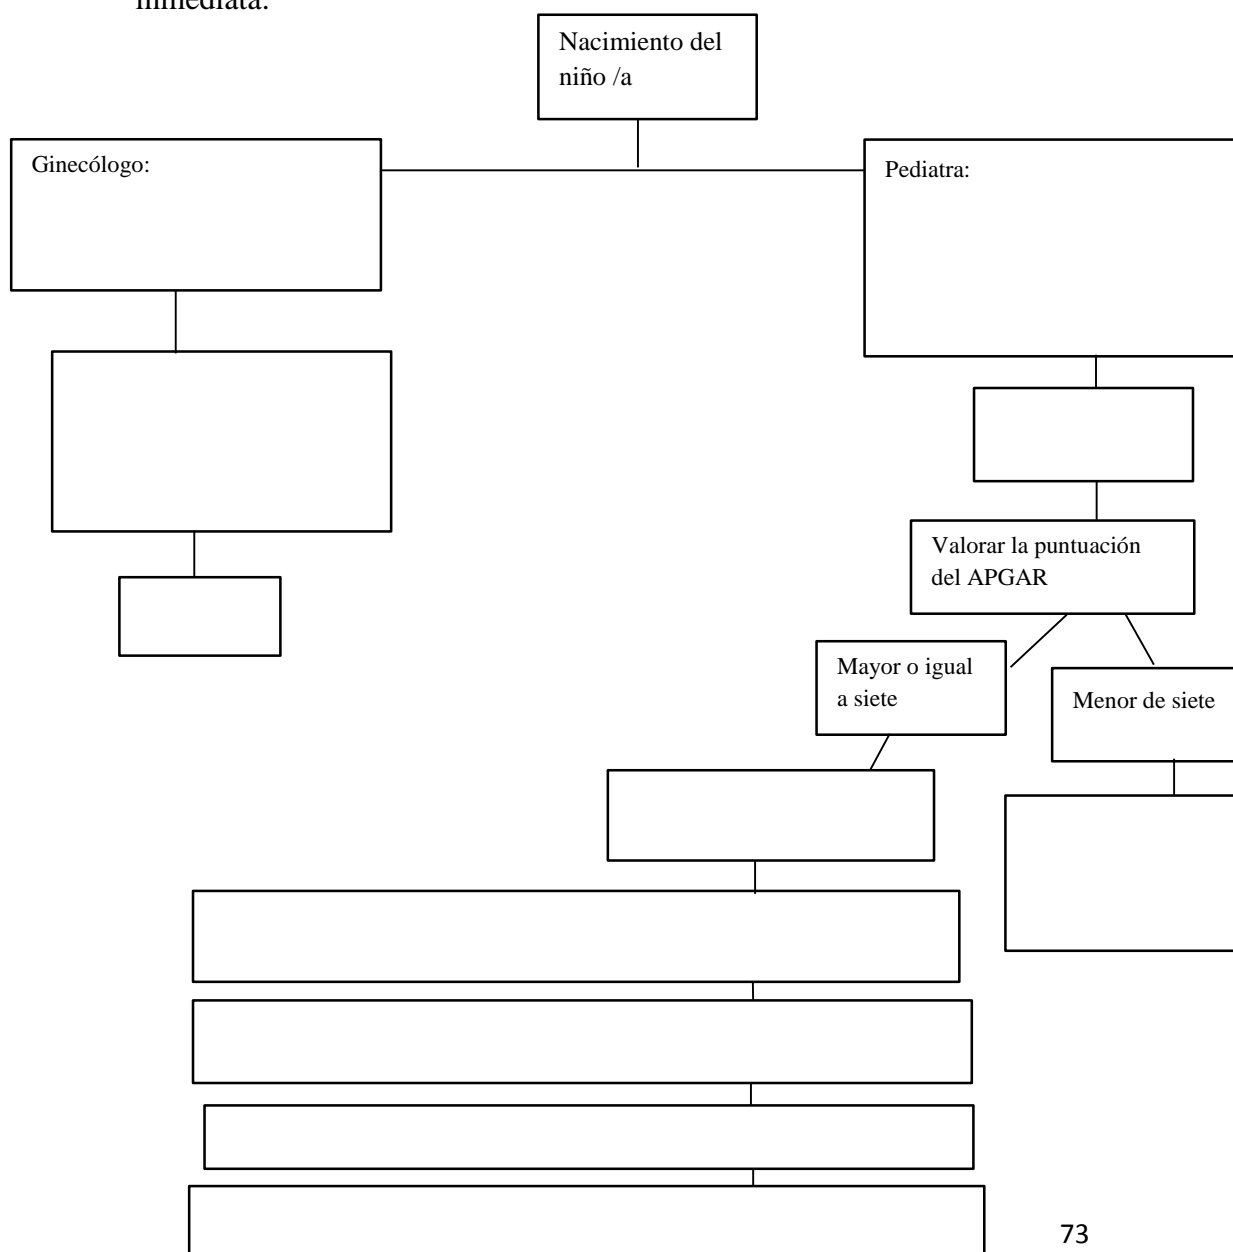 inmediata.
Nacimiento del
niño /a
Ginecólogo:
Pediatra:
Valorar la puntuación
del APGAR
Mayor o igual
a siete
Menor de siete
73